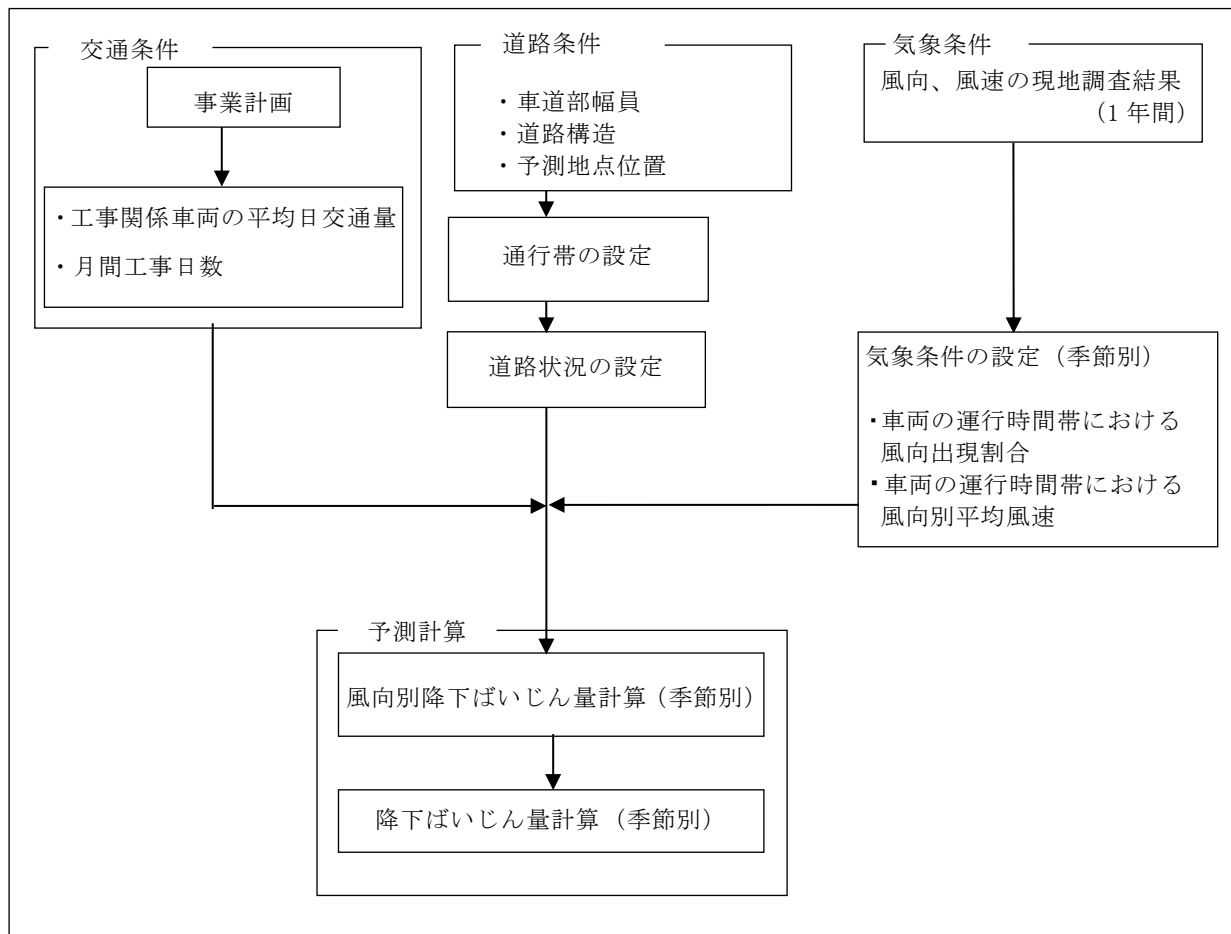 交通条件
事業計画
・工事関係車両の平均日交通量
・月間工事日数
道路条件
・車道部幅員
・道路構造
・予測地点位置
通行帯の設定
道路状況の設定
気象条件
風向、風速の現地調査結果
（1 年間）
気象条件の設定（季節別）
・車両の運行時間帯における
風向出現割合
・車両の運行時間帯における
風向別平均風速
予測計算
風向別降下ばいじん量計算（季節別）
降下ばいじん量計算（季節別）